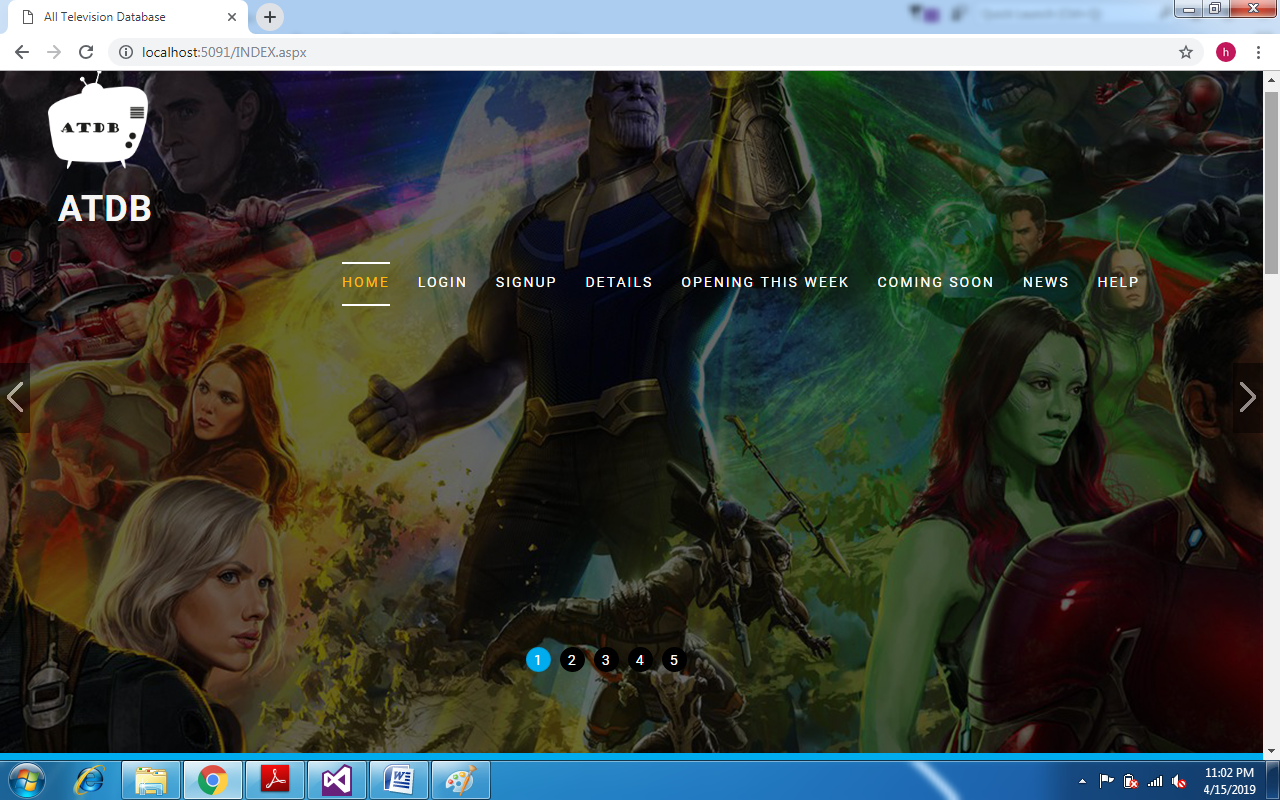 All Television Database
localhost:5091/INDEX.aspx
h
ATDB
ATDB
HOME LOGIN SIGNUP DETAILS OPENING THIS WEEK COMING SOON NEWS HELP
1 2 3 4 5
11:02 PM
4/15/2019